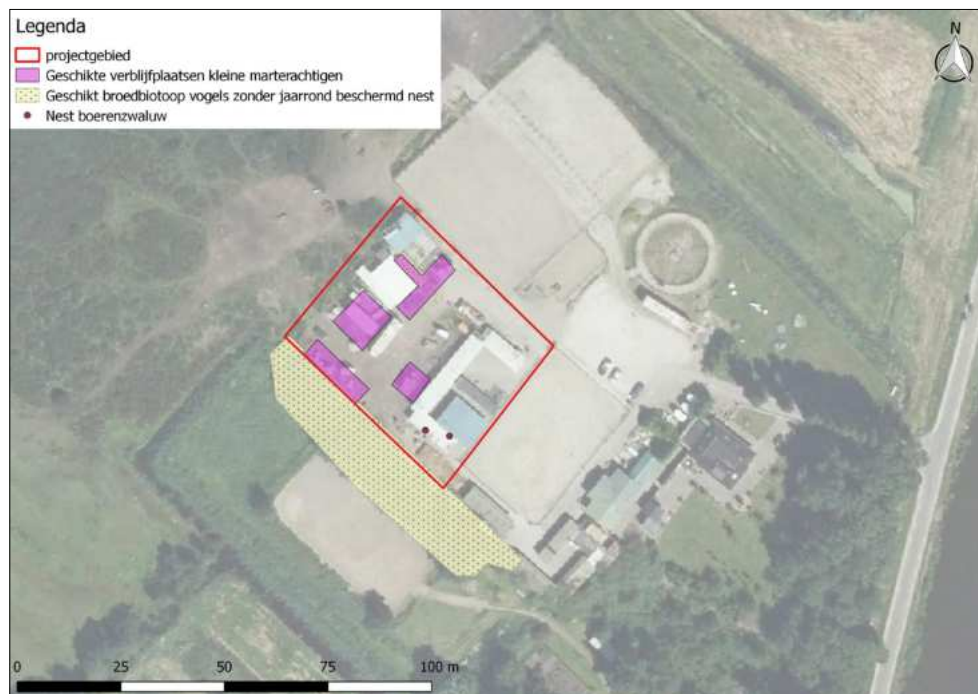 Legenda
projectgebied
Geschikte verblijfplaatsen kleine marterachtigen
Geschikt broedbiotoop vogels zonder jaarrond beschermd nest
Nest boerenzwaluw
N
0 25 50 75 100 m